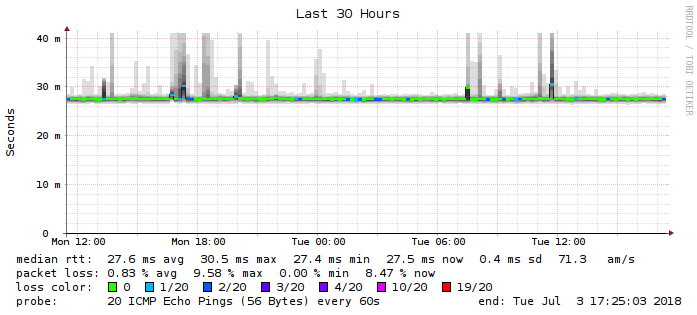 Last 30 Hours
RRDTOOL / TOBI OETIKER
Seconds
40 m
30 m
20 m
10 m
0
Mon 12:00 Mon 18:00 Tue 00:00 Tue 06:00 Tue 12:00
median rtt: 27.6 ms avg 30.5 ms max 27.4 ms min 27.5 ms now 0.4 ms sd 71.3 am/s
packet loss: 0.83 % avg 9.58 % max 0.00 % min 8.47 % now
loss color: 0 1/20 2/20 3/20 4/20 10/20 19/20
probe: 20 ICMP Echo Pings (56 Bytes) every 60s end: Tue Jul 3 17:25:03 2018